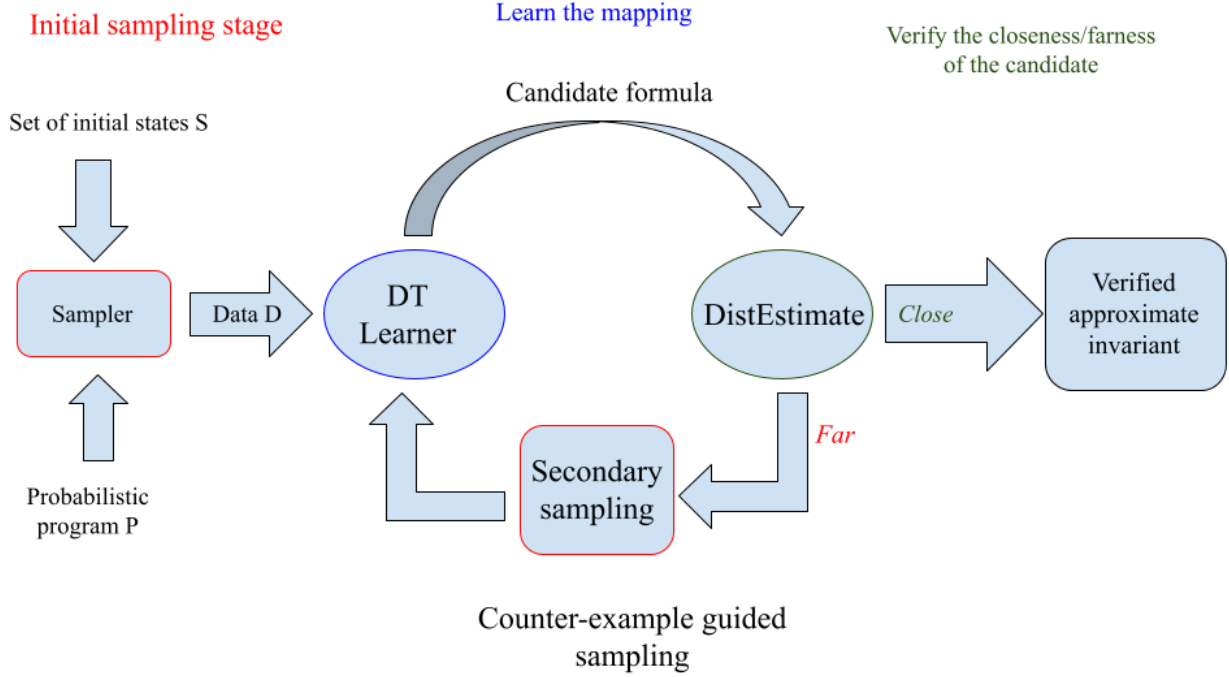 Initial sampling stage
Learn the mapping
Verify the closeness/farness
of the candidate
Candidate formula
Set of initial states S
Sampler
Data D
DT
Learner
DistEstimate
Close
Verified
approximate
invariant
Far
Secondary
sampling
Probabilistic
program P
Counter-example guided
sampling